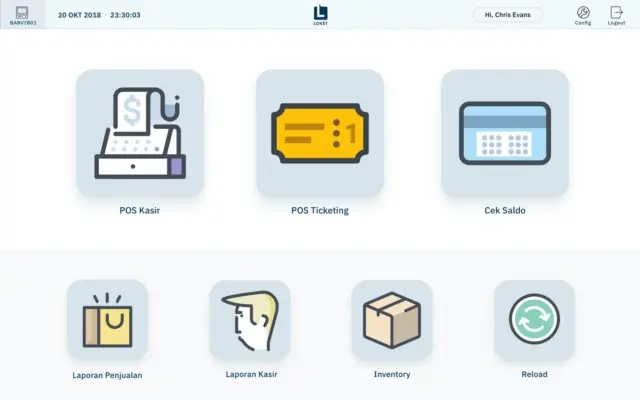 BARVIB01
20 OKT 2018 - 23:30:03
LOKET
Hi, Chris Evans
Config
Logout
$
1
POS Kasir
POS Ticketing
Cek Saldo
Laporan Penjualan
Laporan Kasir
Inventory
Reload